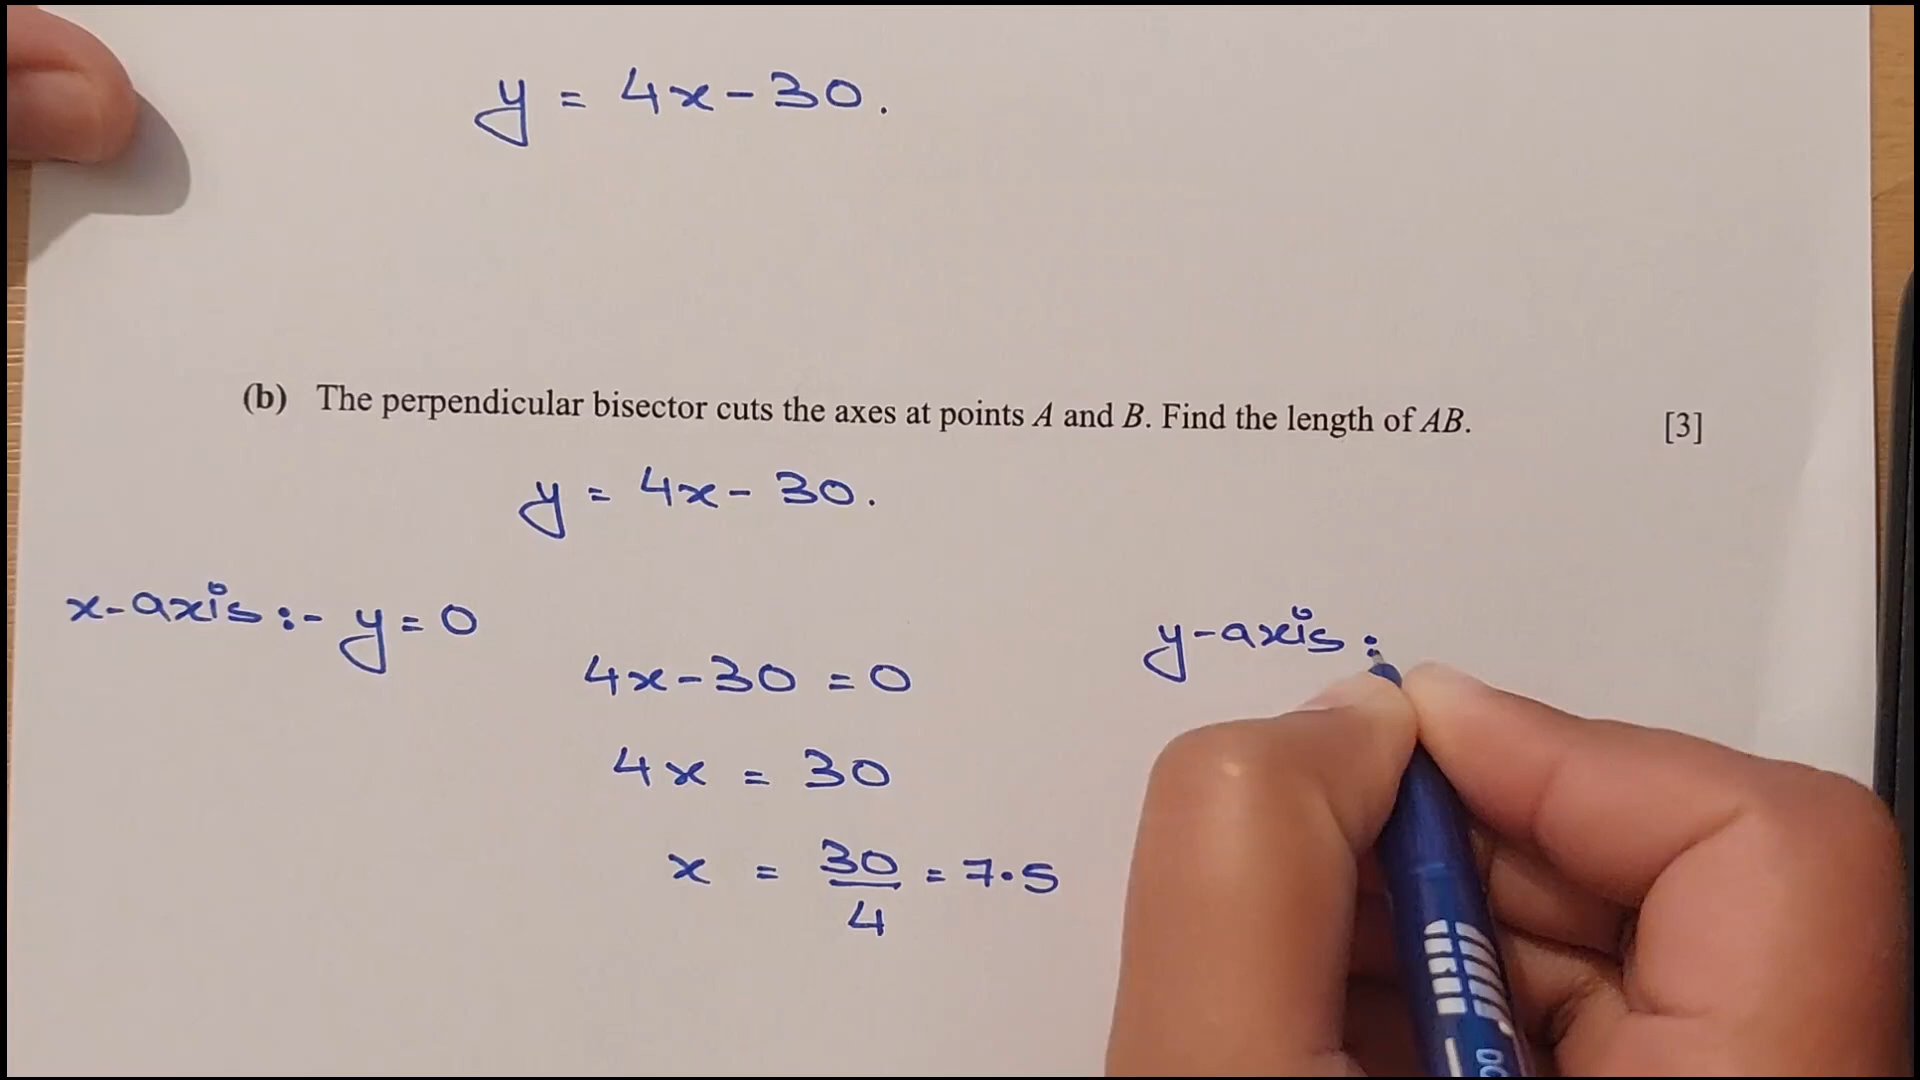 y = 4x - 30.
(b) The perpendicular bisector cuts the axes at points A and B. Find the length of AB. [3]
y = 4x - 30.
x-axis :- y = 0
4x - 30 = 0
4x = 30
x = 30/4 = 7.5
y-axis :